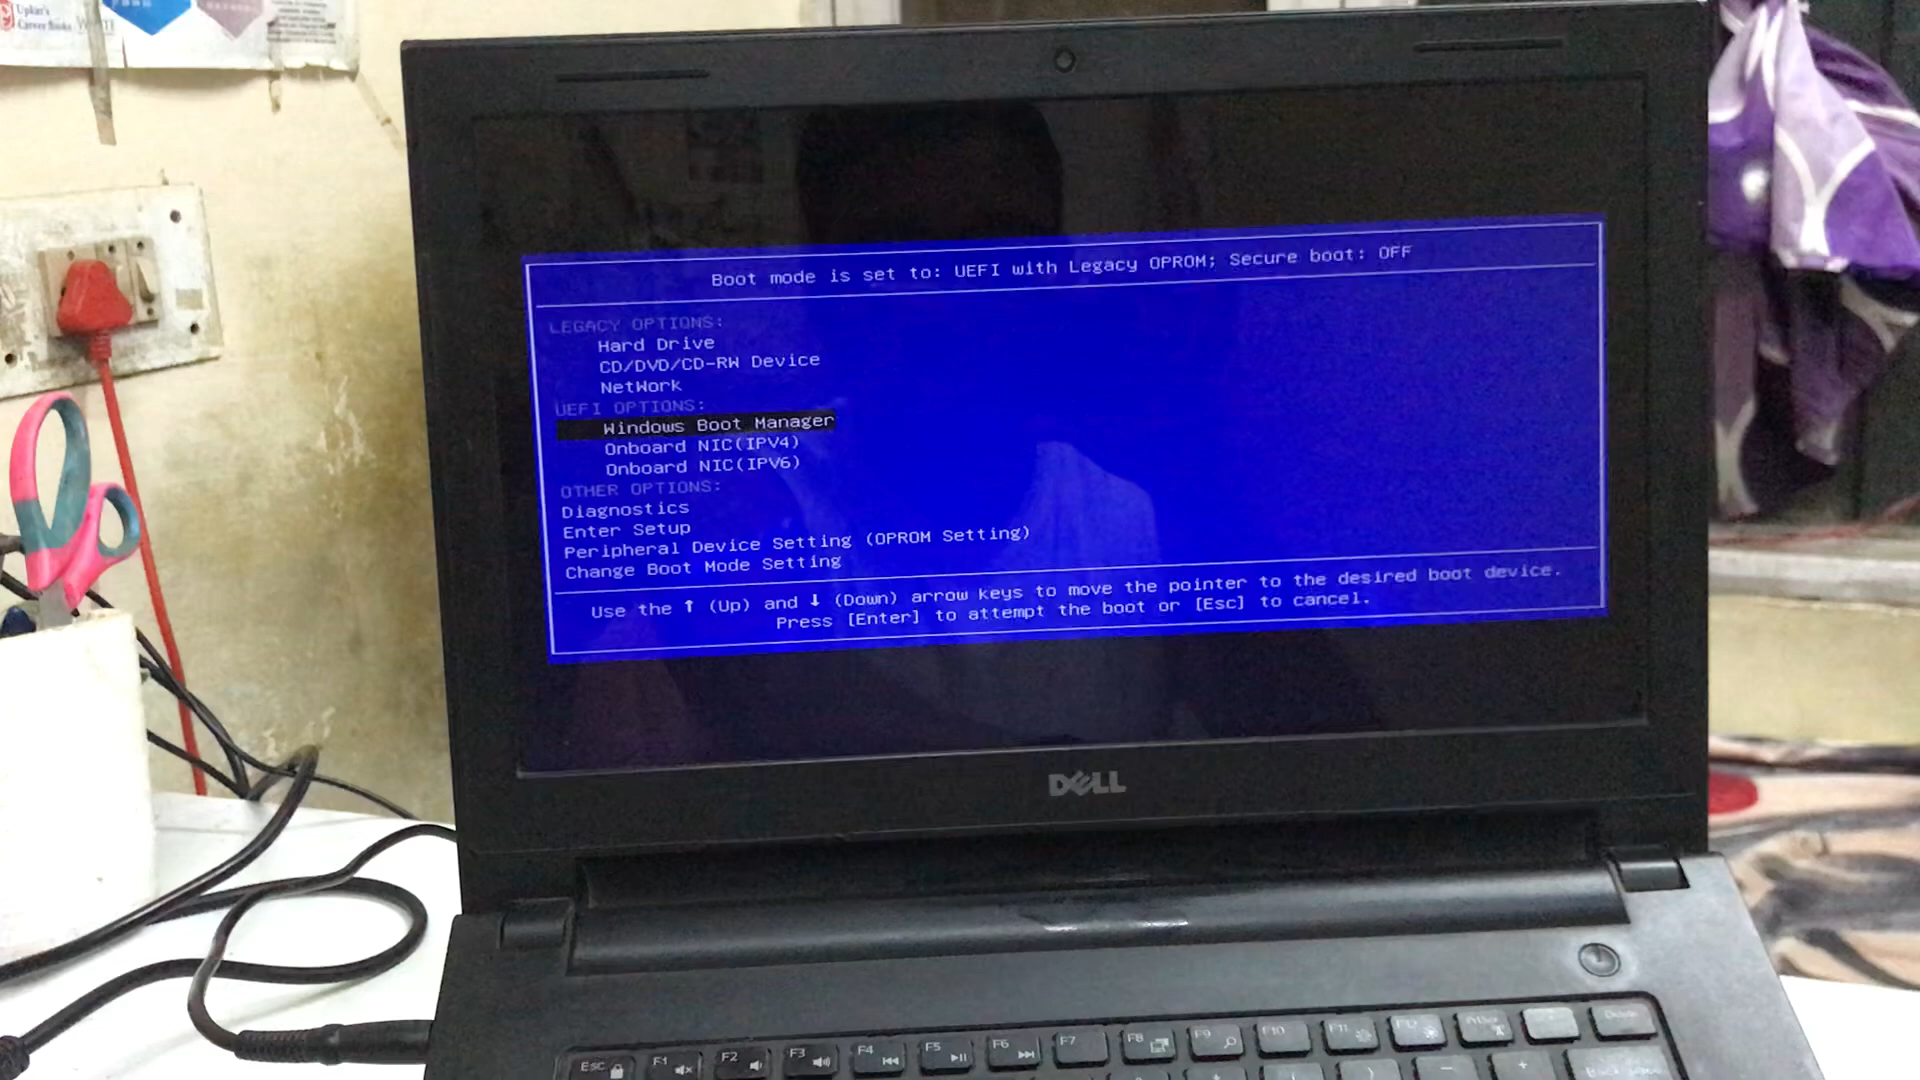 Upkar's
Career Books
Boot mode is set to: UEFI with Legacy OPROM; Secure boot: OFF
LEGACY OPTIONS:
Hard Drive
CD/DVD/CD-RW Device
NetWork
UEFI OPTIONS:
Windows Boot Manager
Onboard NIC(IPV4)
Onboard NIC(IPV6)
OTHER OPTIONS:
Diagnostics
Enter Setup
Peripheral Device Setting (OPROM Setting)
Change Boot Mode Setting
Use the ↑ (Up) and ↓ (Down) arrow keys to move the pointer to the desired boot device.
Press [Enter] to attempt the boot or [Esc] to cancel.
DELL
Esc F1 F2 F3 F4 F5 F6 F7 F8 F9 F10 F11 F12